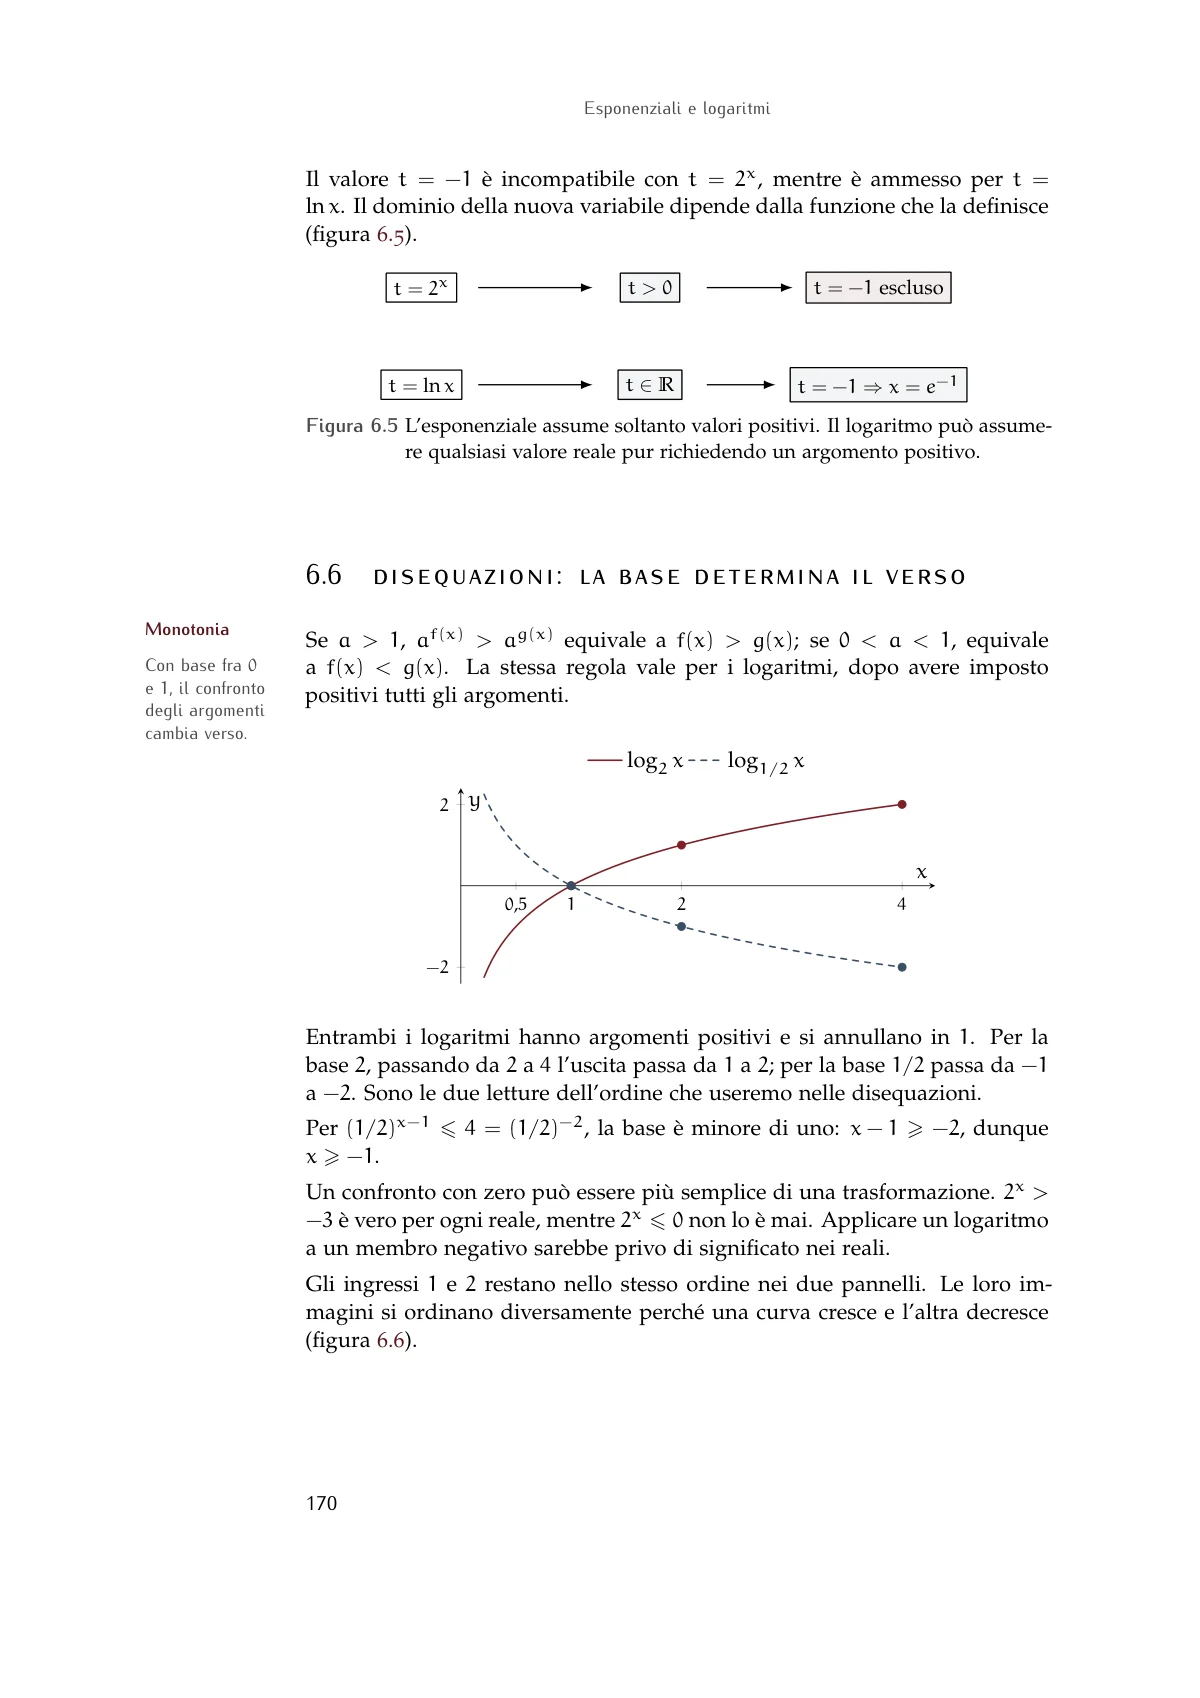 Esponenziali e logaritmi
Il valore t = −1 è incompatibile con t = 2ˣ, mentre è ammesso per t =
ln x. Il dominio della nuova variabile dipende dalla funzione che la definisce
(figura 6.5).
t = 2ˣ t > 0 t = −1 escluso
t = ln x t ∈ ℝ t = −1 ⇒ x = e⁻¹
Figura 6.5 L’esponenziale assume soltanto valori positivi. Il logaritmo può assume-
re qualsiasi valore reale pur richiedendo un argomento positivo.
6.6 DISEQUAZIONI: LA BASE DETERMINA IL VERSO
Monotonia
Con base fra 0
e 1, il confronto
degli argomenti
cambia verso.
Se a > 1, a^{f(x)} > a^{g(x)} equivale a f(x) > g(x); se 0 < a < 1, equivale
a f(x) < g(x). La stessa regola vale per i logaritmi, dopo avere imposto
positivi tutti gli argomenti.
log₂ x log_{1/2} x
2 y
x
0,5 1 2 4
−2
Entrambi i logaritmi hanno argomenti positivi e si annullano in 1. Per la
base 2, passando da 2 a 4 l’uscita passa da 1 a 2; per la base 1/2 passa da −1
a −2. Sono le due letture dell’ordine che useremo nelle disequazioni.
Per (1/2)ˣ⁻¹ ⩽ 4 = (1/2)⁻², la base è minore di uno: x − 1 ⩾ −2, dunque
x ⩾ −1.
Un confronto con zero può essere più semplice di una trasformazione. 2ˣ >
−3 è vero per ogni reale, mentre 2ˣ ⩽ 0 non lo è mai. Applicare un logaritmo
a un membro negativo sarebbe privo di significato nei reali.
Gli ingressi 1 e 2 restano nello stesso ordine nei due pannelli. Le loro im-
magini si ordinano diversamente perché una curva cresce e l’altra decresce
(figura 6.6).
170